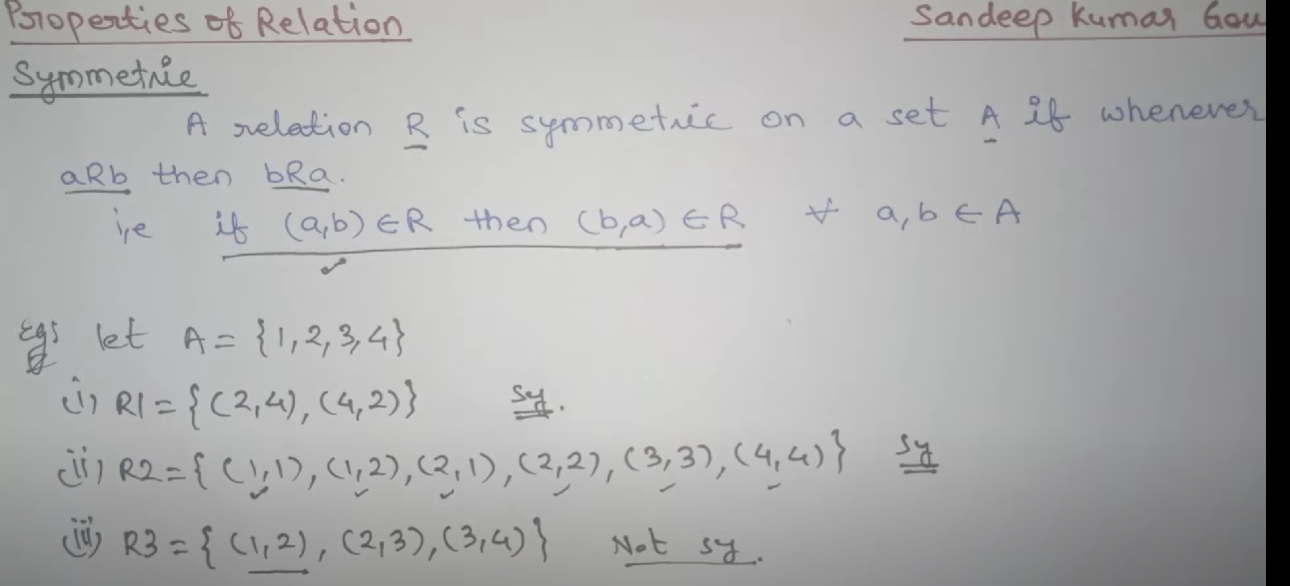 Properties of Relation
Sandeep Kumar Gou
Symmetric
A relation R is symmetric on a set A if whenever
aRb then bRa.
i,e if (a,b) ∈ R then (b,a) ∈ R ∀ a,b ∈ A
Egs let A = {1,2,3,4}
(i) R1 = {(2,4), (4,2)} Sy.
(ii) R2 = { (1,1), (1,2), (2,1), (2,2), (3,3), (4,4)} Sy
(iii) R3 = { (1,2), (2,3), (3,4)} Not sy.